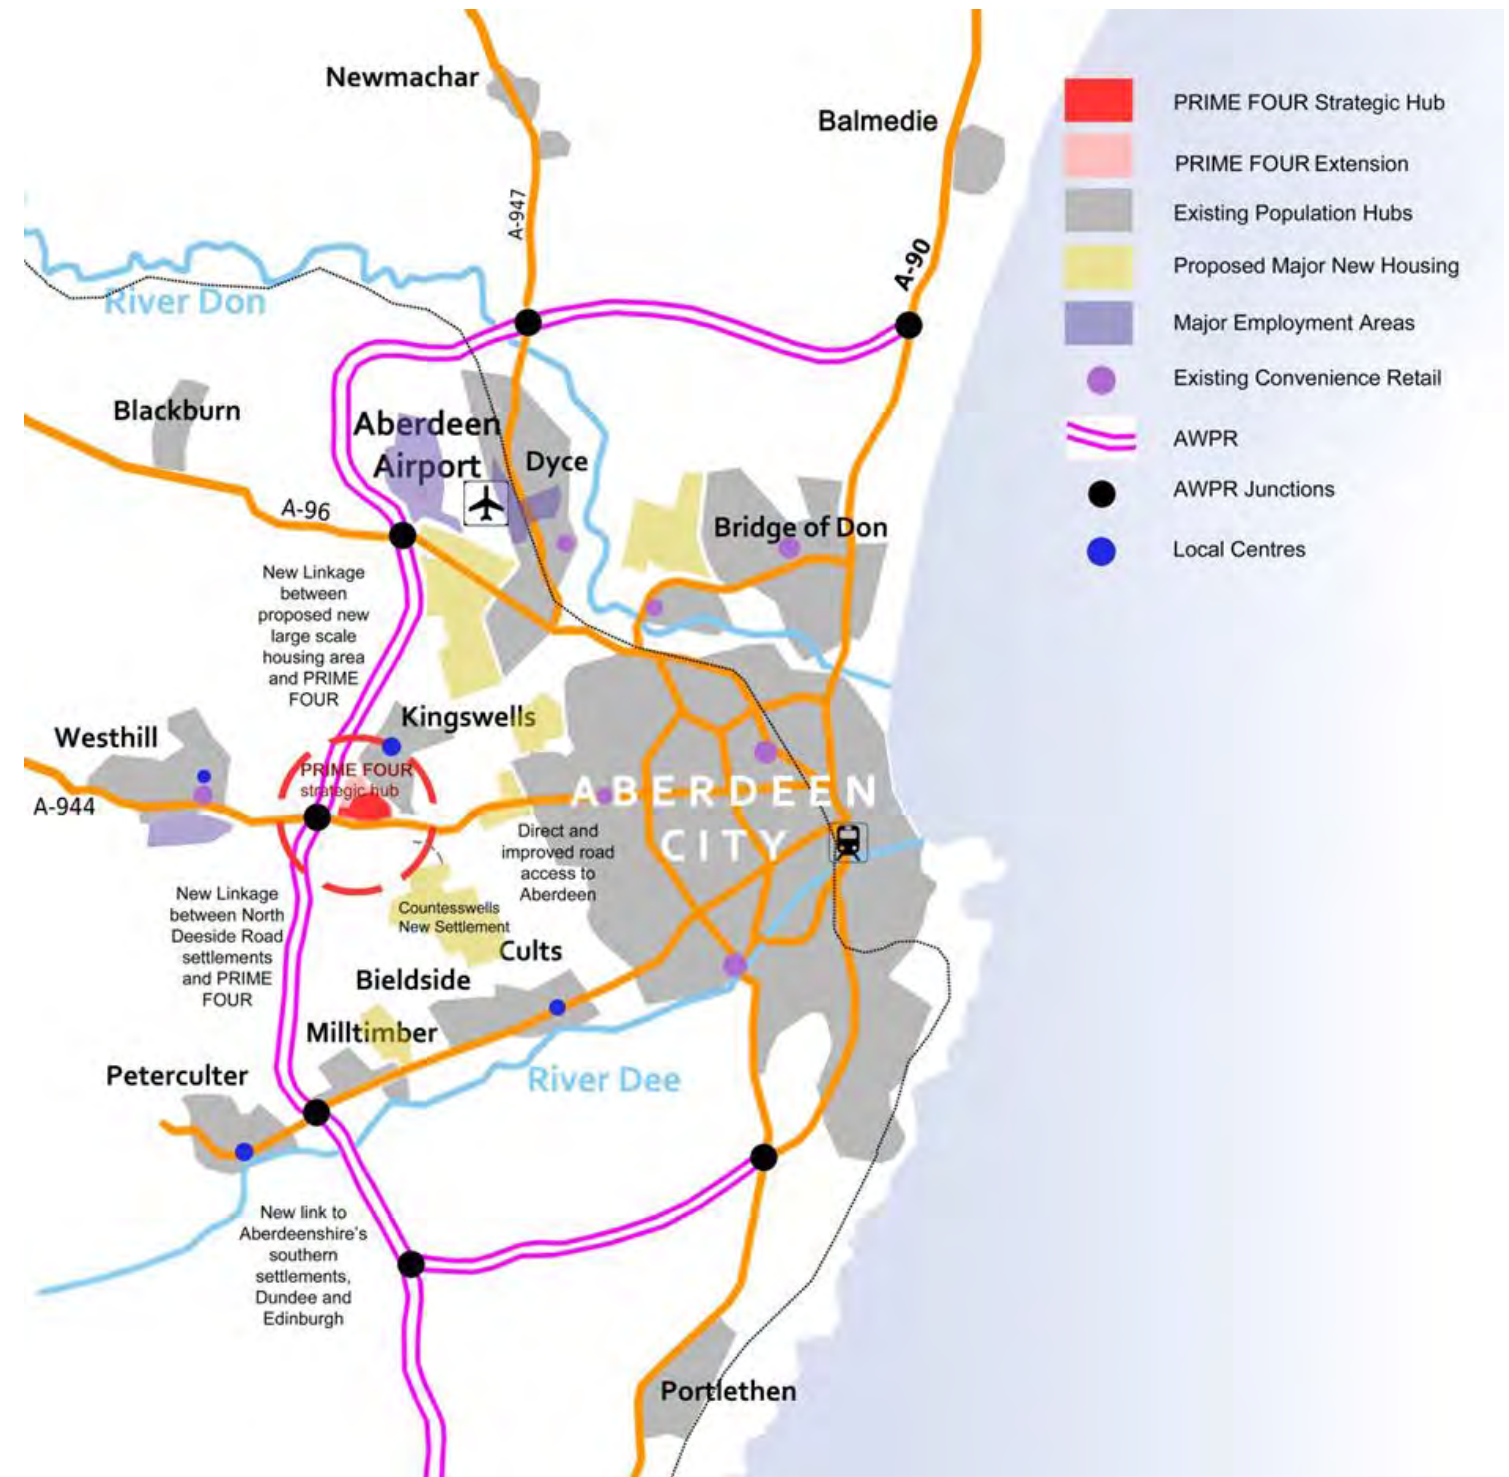 Newmachar
Balmedie
A-947
A-90
River Don
Blackburn
Aberdeen
Airport
Dyce
A-96
Bridge of Don
New Linkage
between
proposed new
large scale
housing area
and PRIME
FOUR
Kingswells
Westhill
PRIME FOUR
strategic hub
A-944
ABERDEEN
CITY
Direct and
improved road
access to
Aberdeen
New Linkage
between North
Deeside Road
settlements
and PRIME
FOUR
Countesswells
New Settlement
Cults
Bieldside
Milltimber
Peterculter
River Dee
New link to
Aberdeenshire's
southern
settlements,
Dundee and
Edinburgh
Portlethen
PRIME FOUR Strategic Hub
PRIME FOUR Extension
Existing Population Hubs
Proposed Major New Housing
Major Employment Areas
Existing Convenience Retail
AWPR
AWPR Junctions
Local Centres